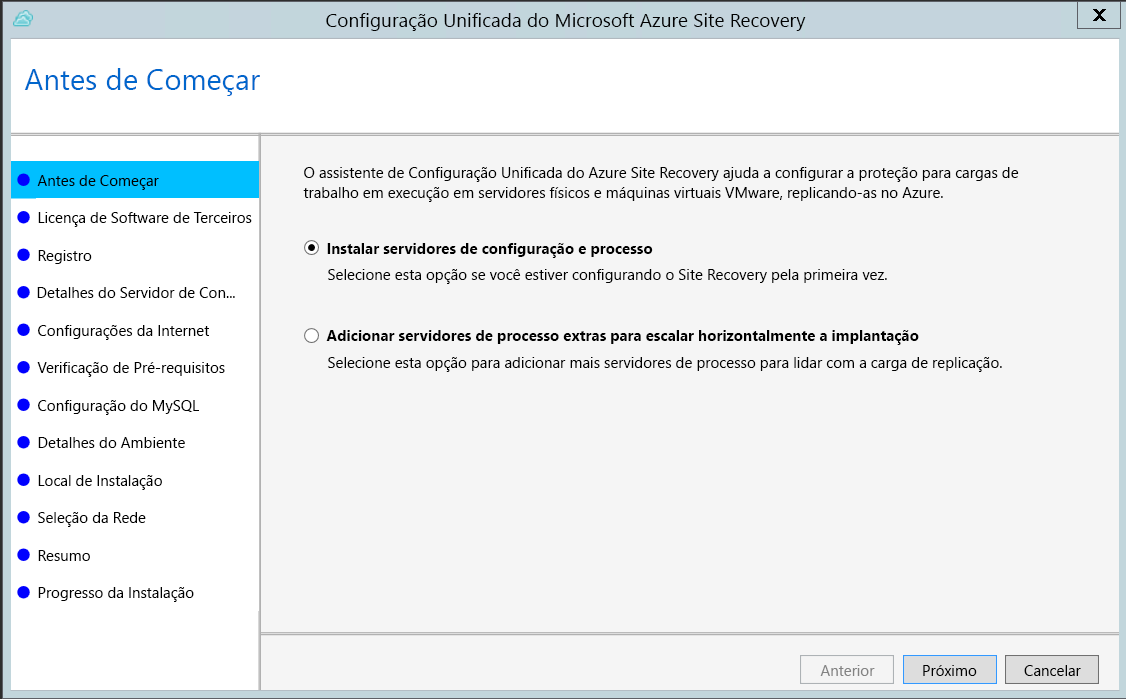 Configuração Unificada do Microsoft Azure Site Recovery
X
Antes de Começar
Antes de Começar
Licença de Software de Terceiros
Registro
Detalhes do Servidor de Con...
Configurações da Internet
Verificação de Pré-requisitos
Configuração do MySQL
Detalhes do Ambiente
Local de Instalação
Seleção da Rede
Resumo
Progresso da Instalação
O assistente de Configuração Unificada do Azure Site Recovery ajuda a configurar a proteção para cargas de
trabalho em execução em servidores físicos e máquinas virtuais VMware, replicando-as no Azure.
Instalar servidores de configuração e processo
Selecione esta opção se você estiver configurando o Site Recovery pela primeira vez.
Adicionar servidores de processo extras para escalar horizontalmente a implantação
Selecione esta opção para adicionar mais servidores de processo para lidar com a carga de replicação.
Anterior
Próximo
Cancelar